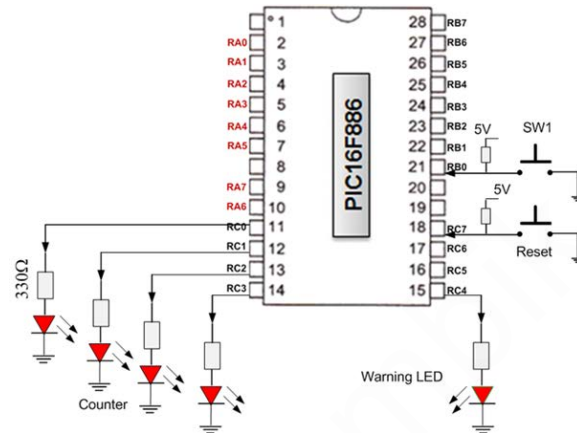 1 28 RB7
RA0 2 27 RB6
RA1 3 26 RB5
RA2 4 25 RB4
RA3 5 24 RB3
RA4 6 23 RB2
RA5 7 22 RB1
8 21 RB0
RA7 9 20
RA6 10 19
RC0 11 18 RC7
RC1 12 17 RC6
RC2 13 16 RC5
RC3 14 15 RC4
PIC16F886
5V SW1
5V
Reset
330Ω
Counter
Warning LED